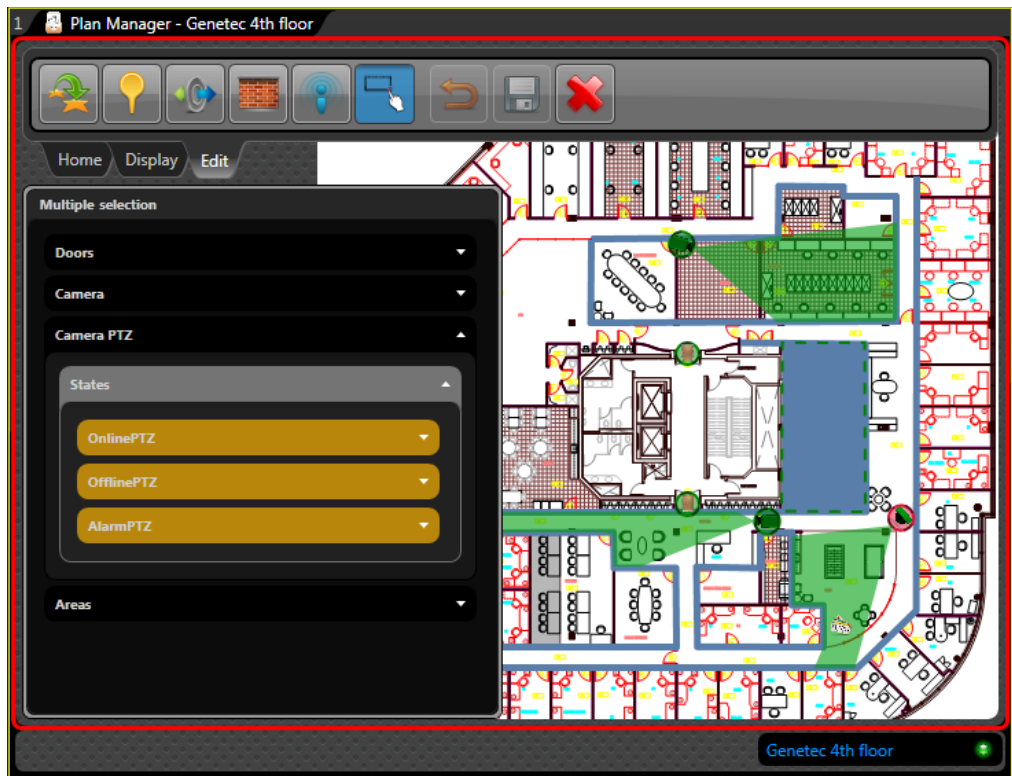 1
Plan Manager - Genetec 4th floor
Home
Display
Edit
Multiple selection
Doors
Camera
Camera PTZ
States
OnlinePTZ
OfflinePTZ
AlarmPTZ
Areas
Genetec 4th floor